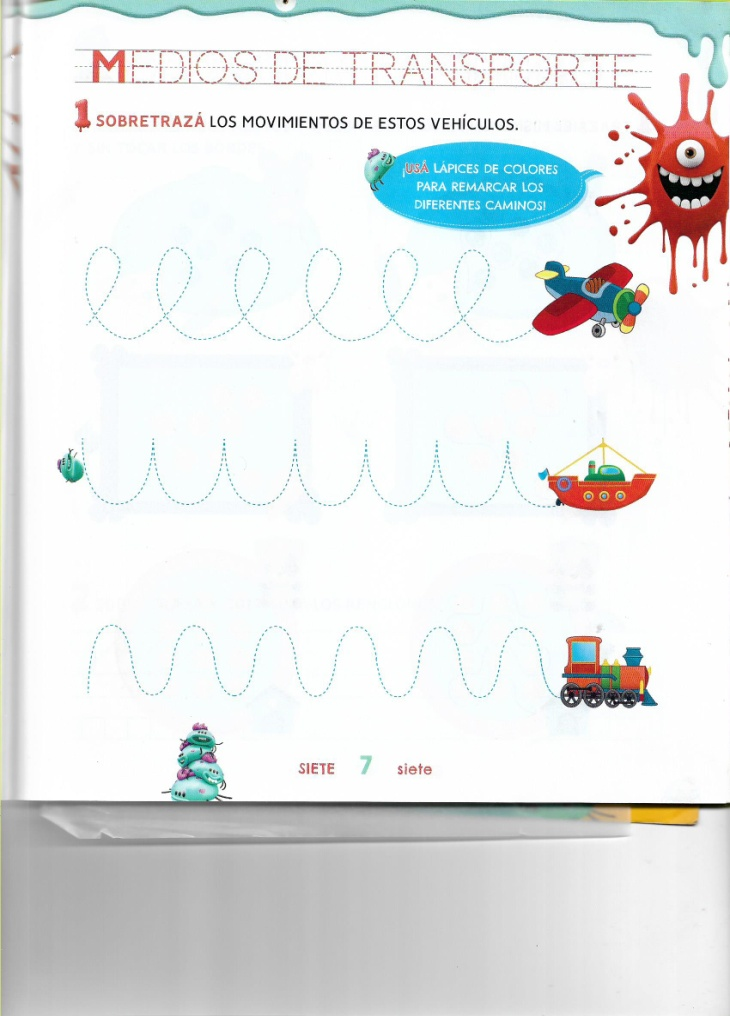 MEDIOS DE TRANSPORTE
1 SOBRETRAZÁ LOS MOVIMIENTOS DE ESTOS VEHÍCULOS.
¡USÁ LÁPICES DE COLORES
PARA REMARCAR LOS
DIFERENTES CAMINOS!
SIETE 7 siete